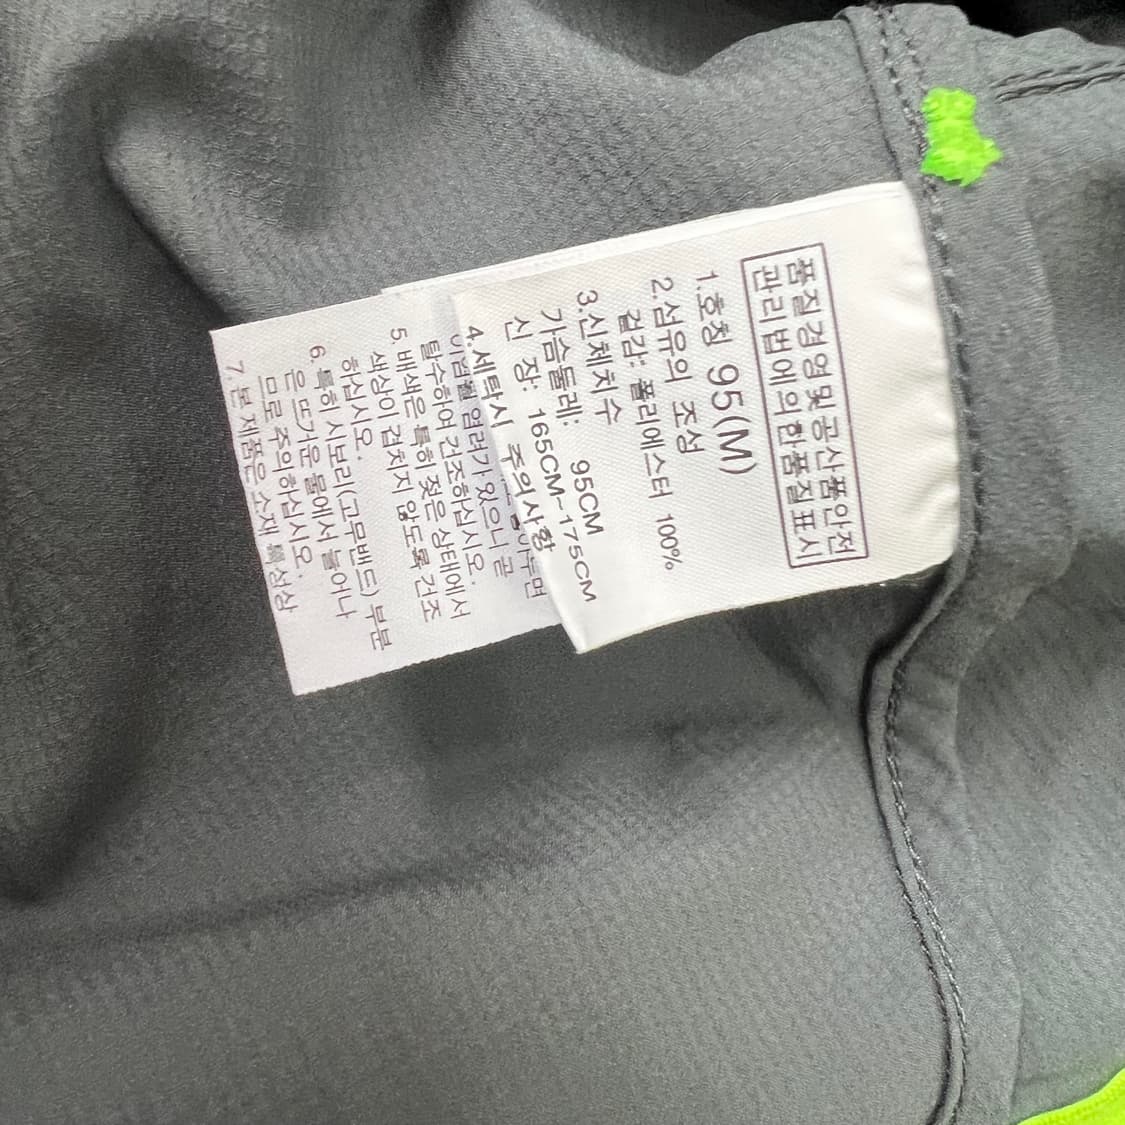 품질경영및공산품안전
관리법에의한품질표시
1.호칭 95(M)
2.섬유의 조성
겉감: 폴리에스터 100%
3.신체치수
가슴둘레: 95CM
신 장: 165CM-175CM
4.세탁시 주의사항
염려가 있으니 곧
탈수하여 건조하십시오.
5. 배색은 특히 젖은 상태에서
색상이 겹치지 않도록 건조
하십시오.
6. 특히 시보리(고무밴드) 부분
은 뜨거운 물에서 늘어나
므로 주의하십시오.
7. 본 제품은 소재 특성상